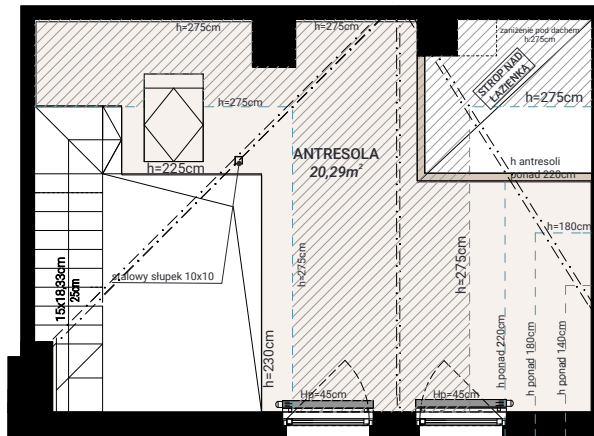 h=275cm
h=275cm
zaniżenie pod dachem
h:275cm
STROP NAD
ŁAZIENKĄ
h=275cm
h=275cm
ANTRESOLA
20,29m²
h=225cm
h antresoli
ponad 220cm
h=180cm
stalowy słupek 10x10
h=275cm
h=275cm
15x18,33cm
25cm
h=230cm
h ponad 220cm
h ponad 180cm
h ponad 140cm
Hp=45cm
Hp=45cm